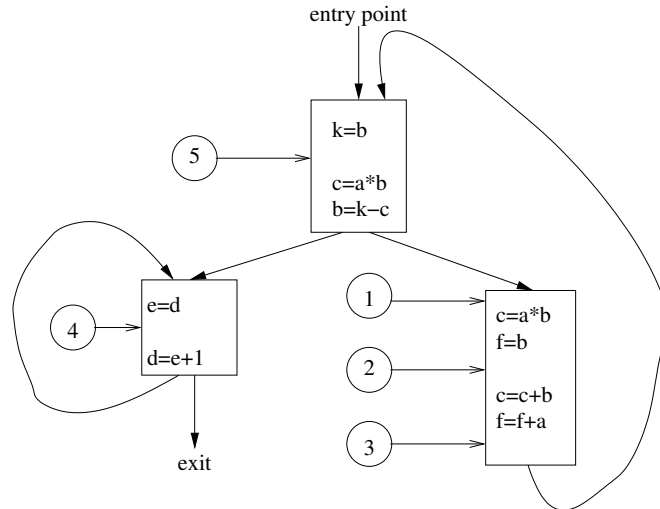 entry point
k=b
5
c=a*b
b=k−c
e=d
4
d=e+1
exit
1
c=a*b
f=b
2
c=c+b
f=f+a
3